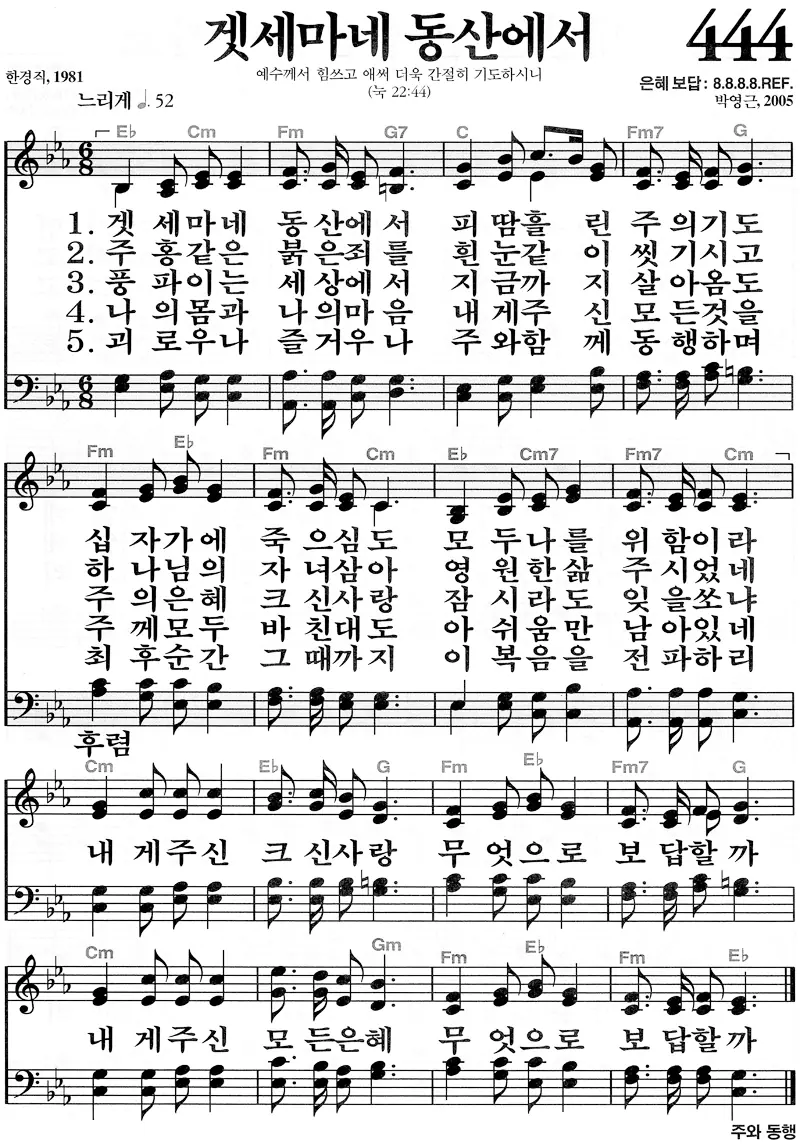 겟세마네 동산에서
444
한경직, 1981
예수께서 힘쓰고 애써 더욱 간절히 기도하시니
(눅 22:44)
은혜 보답 : 8.8.8.8.REF.
박영근, 2005
느리게 ♩. 52
E♭ Cm Fm G7 C Fm7 G
6/8
1. 겟 세마네 동 산에 서 피 땀흘 린 주 의기 도
2. 주 홍같은 붉 은죄 를 흰 눈같 이 씻 기시 고
3. 풍 파이는 세 상에 서 지 금까 지 살 아옴 도
4. 나 의몸과 나 의마 음 내 게주 신 모 든것 을
5. 괴 로우나 즐 거우 나 주 와함 께 동 행하 며
6/8
Fm E♭ Fm Cm E♭ Cm7 Fm7 Cm
십 자가에 죽 으심 도 모 두나를 위 함이 라
하 나님의 자 녀삼 아 영 원한삶 주 시었 네
주 의은혜 크 신사 랑 잠 시라도 잊 을쏘 냐
주 께모두 바 친대 도 아 쉬움만 남 아있 네
최 후순간 그 때까 지 이 복음을 전 파하 리
후렴
Cm E♭ G Fm E♭ Fm7 G
내 게주신 크 신사 랑 무 엇으로 보 답할 까
Cm Gm Fm E♭ Fm E♭
내 게주신 모 든은 혜 무 엇으로 보 답할 까
주와 동행